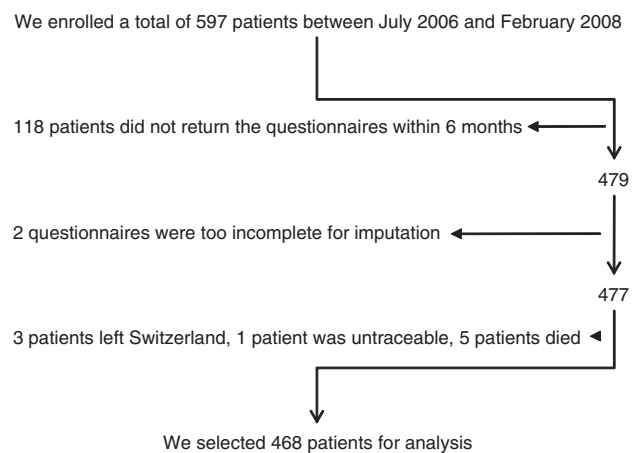 We enrolled a total of 597 patients between July 2006 and February 2008
118 patients did not return the questionnaires within 6 months
479
2 questionnaires were too incomplete for imputation
477
3 patients left Switzerland, 1 patient was untraceable, 5 patients died
We selected 468 patients for analysis